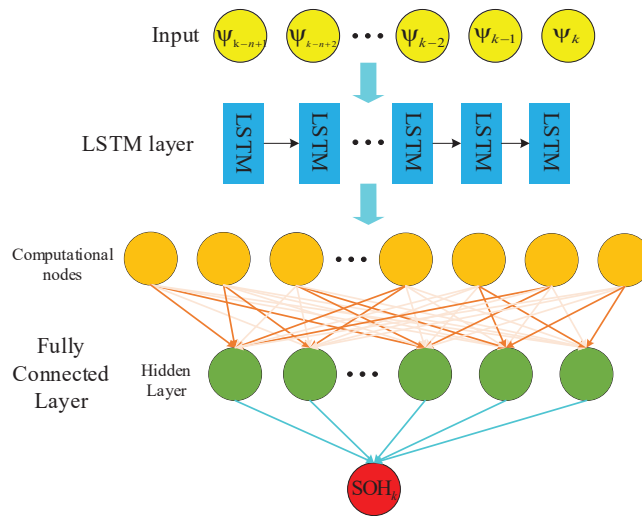 Input Ψₖ₋ₙ₊₁ Ψₖ₋ₙ₊₂ ••• Ψₖ₋₂ Ψₖ₋₁ Ψₖ
LSTM layer LSTM LSTM ••• LSTM LSTM LSTM
Computational
nodes
•••
Fully
Connected
Layer
Hidden
Layer
•••
SOHₖ